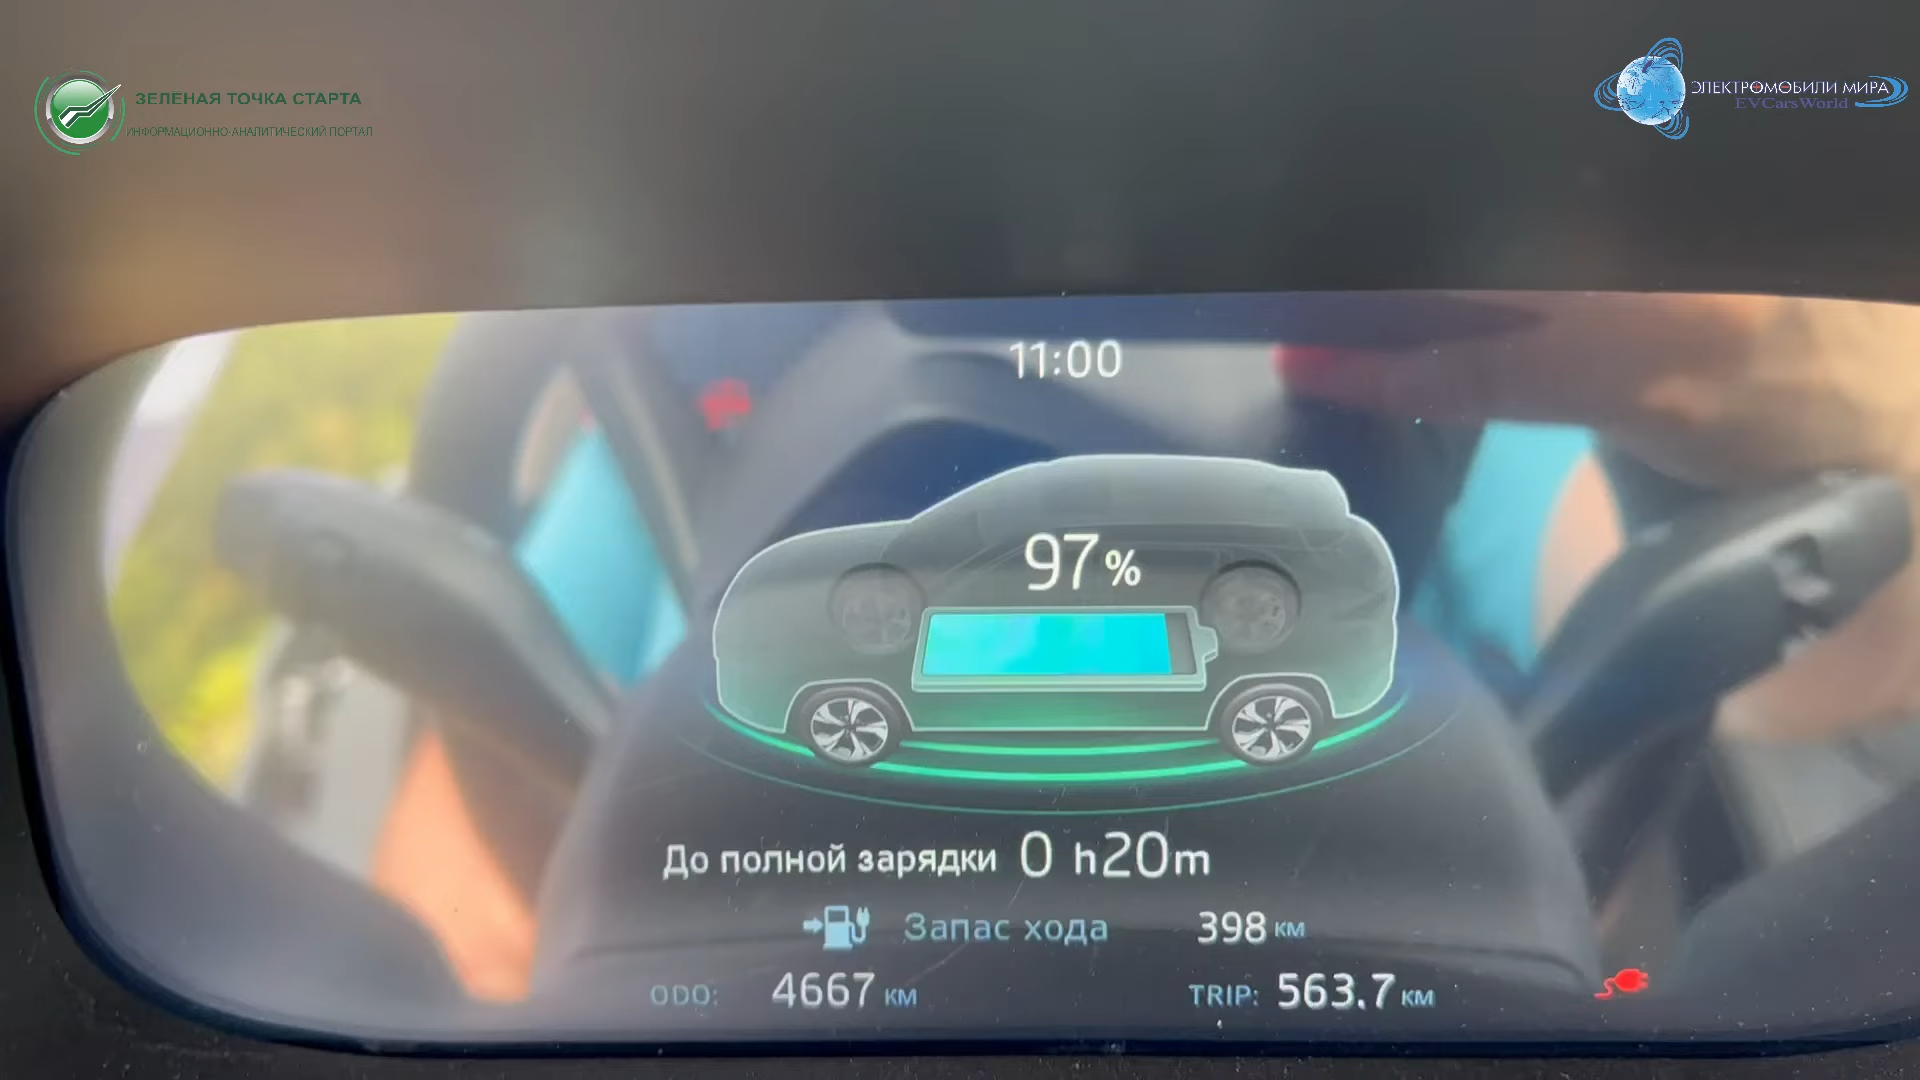 ЗЕЛЁНАЯ ТОЧКА СТАРТА
ИНФОРМАЦИОННО-АНАЛИТИЧЕСКИЙ ПОРТАЛ
ЭЛЕКТРОМОБИЛИ МИРА
EVCarsWorld
11:00
97%
До полной зарядки 0 h20m
Запас хода 398 км
ODO: 4667 км TRIP: 563.7 км